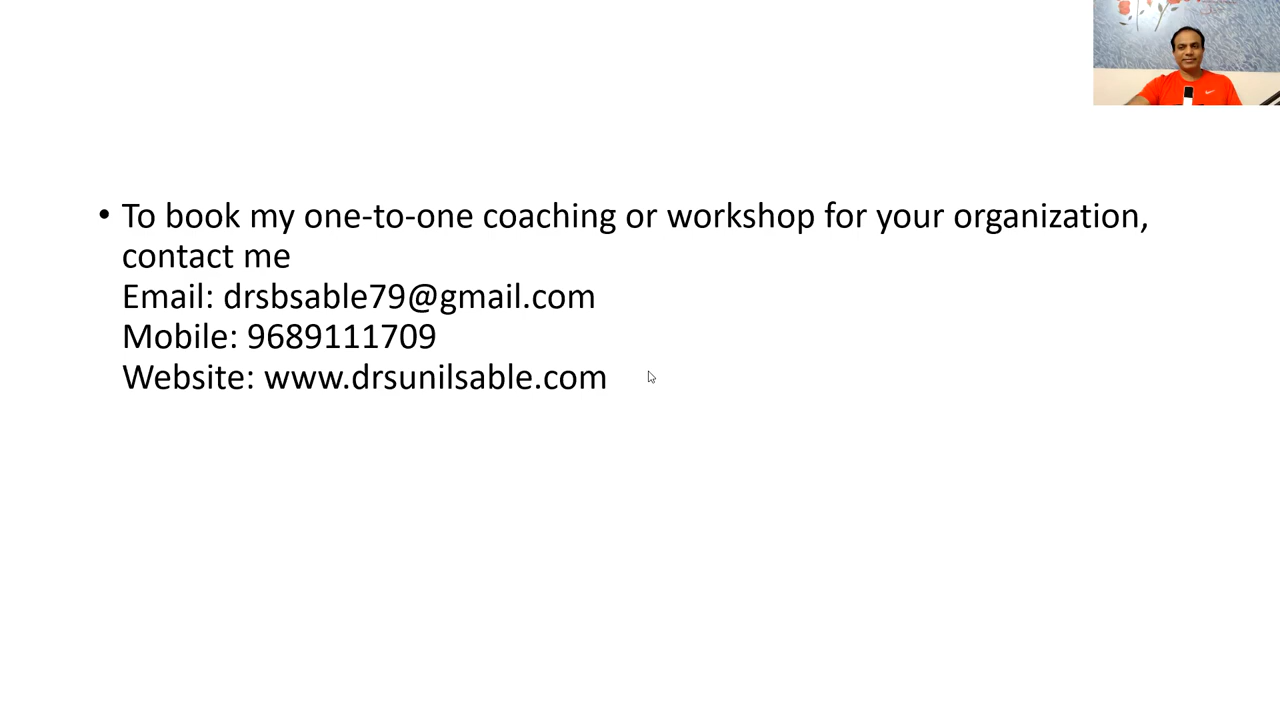 • To book my one-to-one coaching or workshop for your organization,
contact me
Email: drsbsable79@gmail.com
Mobile: 9689111709
Website: www.drsunilsable.com